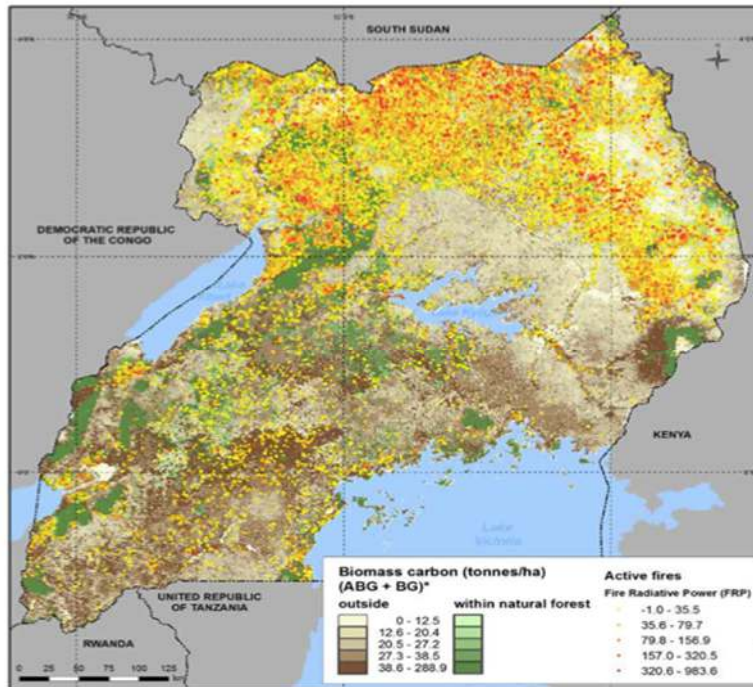 SOUTH SUDAN
DEMOCRATIC REPUBLIC
OF THE CONGO
KENYA
Lake
UNITED REPUBLIC
OF TANZANIA
RWANDA
0 25 50 75 100 125
km
Biomass carbon (tonnes/ha)
(ABG + BG)*
outside
within natural forest
0 - 12.5
12.6 - 20.4
20.5 - 27.2
27.3 - 38.5
38.6 - 288.9
Active fires
Fire Radiative Power (FRP)
-1.0 - 35.5
35.6 - 79.7
79.8 - 156.9
157.0 - 320.5
320.6 - 983.6